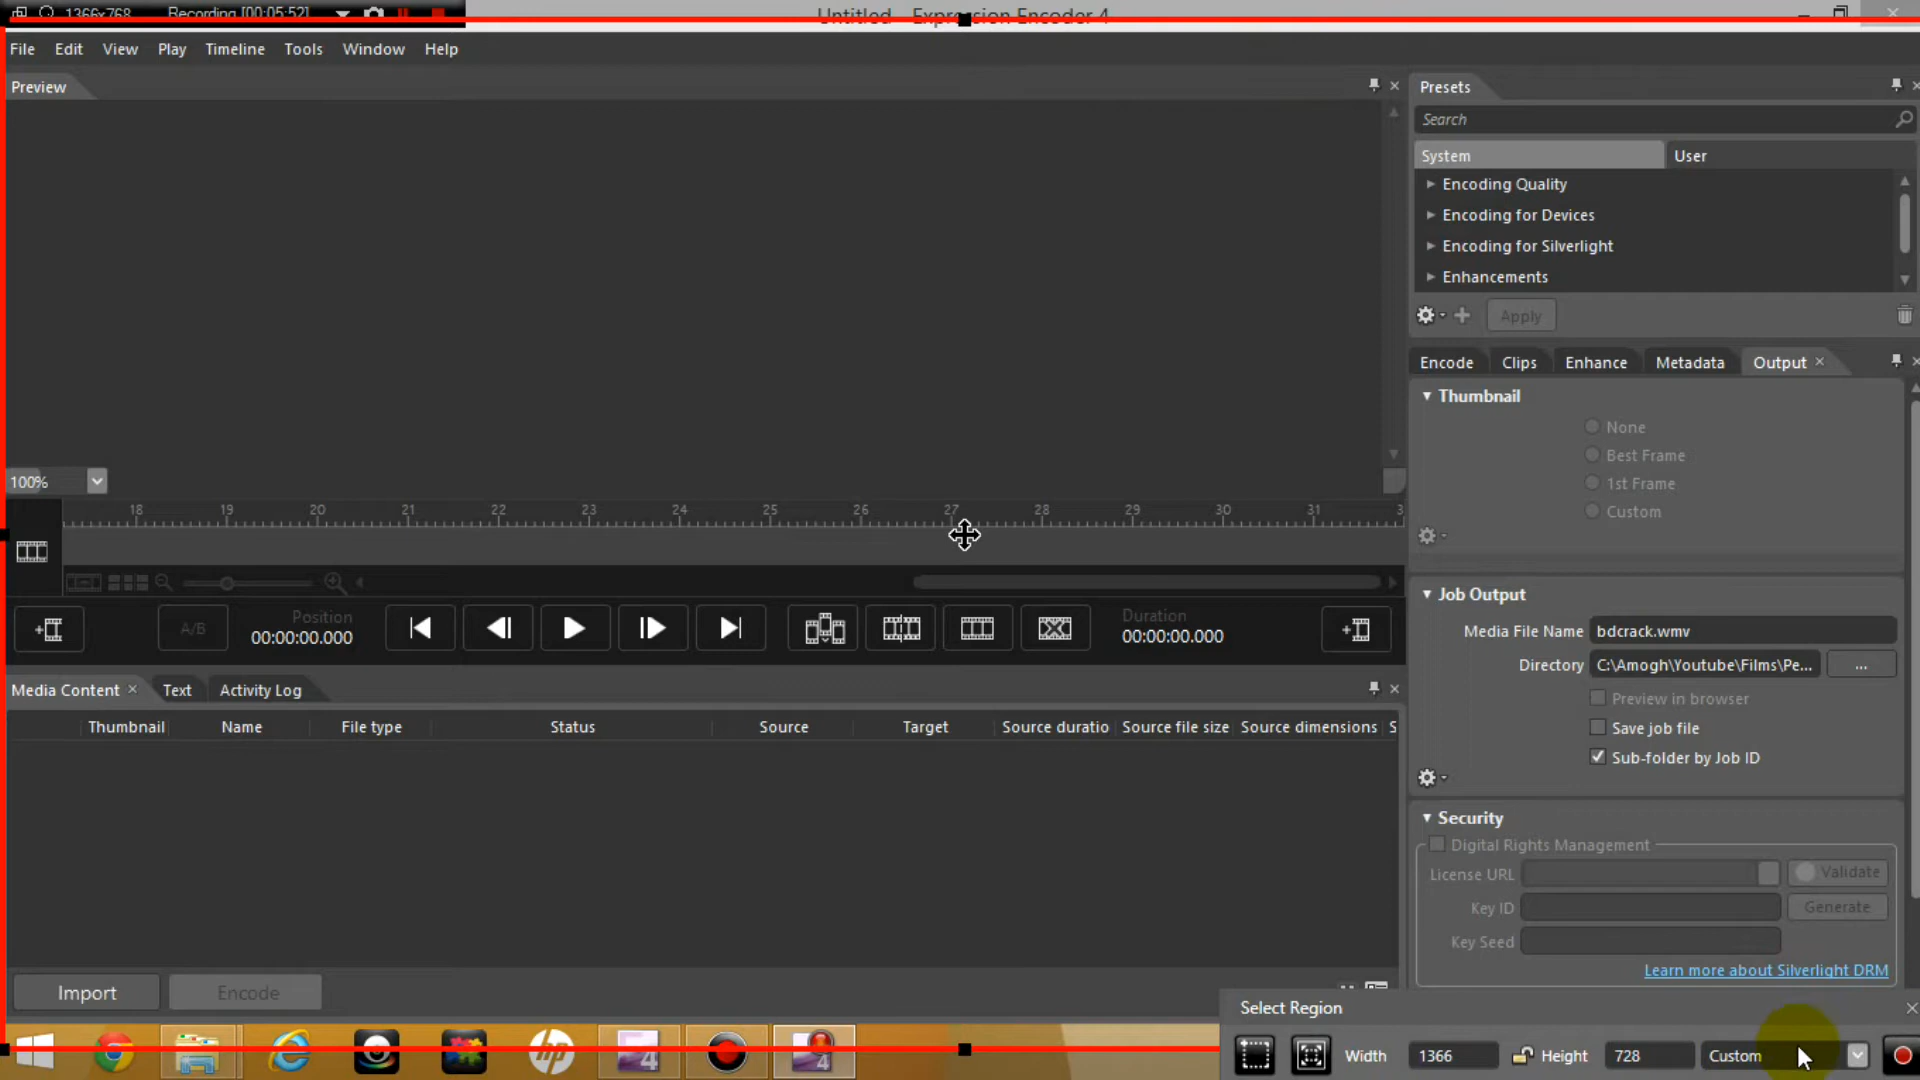 1366x768 Recording [00:05:52]
Untitled - Expression Encoder 4
File Edit View Play Timeline Tools Window Help
Preview
Presets
Search
System User
Encoding Quality
Encoding for Devices
Encoding for Silverlight
Enhancements
Apply
Encode Clips Enhance Metadata Output
Thumbnail
None
Best Frame
1st Frame
Custom
100%
18 19 20 21 22 23 24 25 26 27 28 29 30 31 3
A/B
Position
00:00:00.000
Duration
00:00:00.000
Job Output
Media File Name bdcrack.wmv
Directory C:\Amogh\Youtube\Films\Pe... ...
Preview in browser
Save job file
Sub-folder by Job ID
Media Content Text Activity Log
Thumbnail Name File type Status Source Target Source duratio Source file size Source dimensions S
Security
Digital Rights Management
License URL Validate
Key ID Generate
Key Seed
Learn more about Silverlight DRM
Import Encode
Select Region
Width 1366 Height 728 Custom
hp 4 4